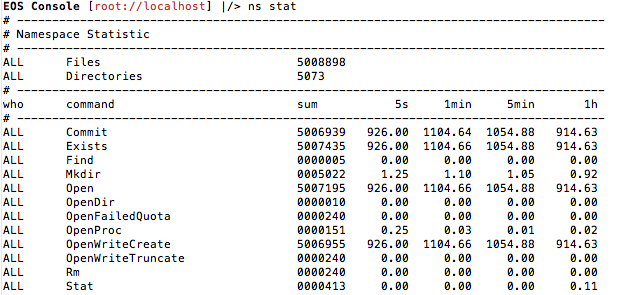 EOS Console [root://localhost] |/> ns stat
# ------------------------------------------------------------------------------------
# Namespace Statistic
# ------------------------------------------------------------------------------------
ALL      Files                            5008898
ALL      Directories                      5073
# ------------------------------------------------------------------------------------
who      command                          sum             5s     1min     5min       1h
# ------------------------------------------------------------------------------------
ALL      Commit                           5006939   926.00  1104.64  1054.88   914.63
ALL      Exists                           5007435   926.00  1104.66  1054.88   914.63
ALL      Find                             0000005     0.00     0.00     0.00     0.00
ALL      Mkdir                            0005022     1.25     1.10     1.05     0.92
ALL      Open                             5007195   926.00  1104.66  1054.88   914.63
ALL      OpenDir                          0000010     0.00     0.00     0.00     0.00
ALL      OpenFailedQuota                  0000240     0.00     0.00     0.00     0.00
ALL      OpenProc                         0000151     0.25     0.03     0.01     0.02
ALL      OpenWriteCreate                  5006955   926.00  1104.66  1054.88   914.63
ALL      OpenWriteTruncate                0000240     0.00     0.00     0.00     0.00
ALL      Rm                               0000240     0.00     0.00     0.00     0.00
ALL      Stat                             0000413     0.00     0.00     0.00     0.11